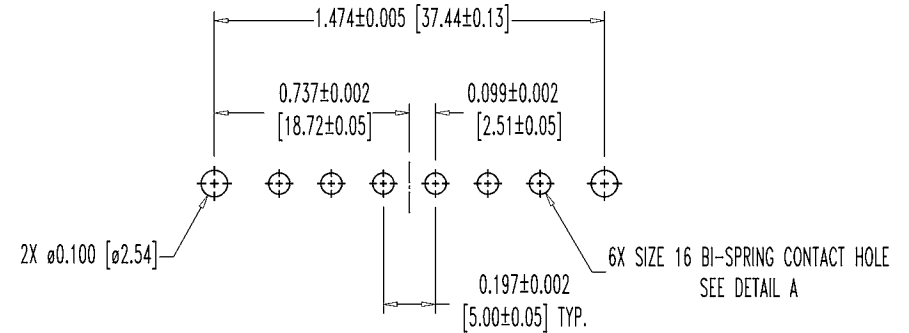 1.474±0.005 [37.44±0.13]
0.737±0.002
[18.72±0.05]
0.099±0.002
[2.51±0.05]
2X ø0.100 [ø2.54]
6X SIZE 16 BI-SPRING CONTACT HOLE
SEE DETAIL A
0.197±0.002
[5.00±0.05] TYP.